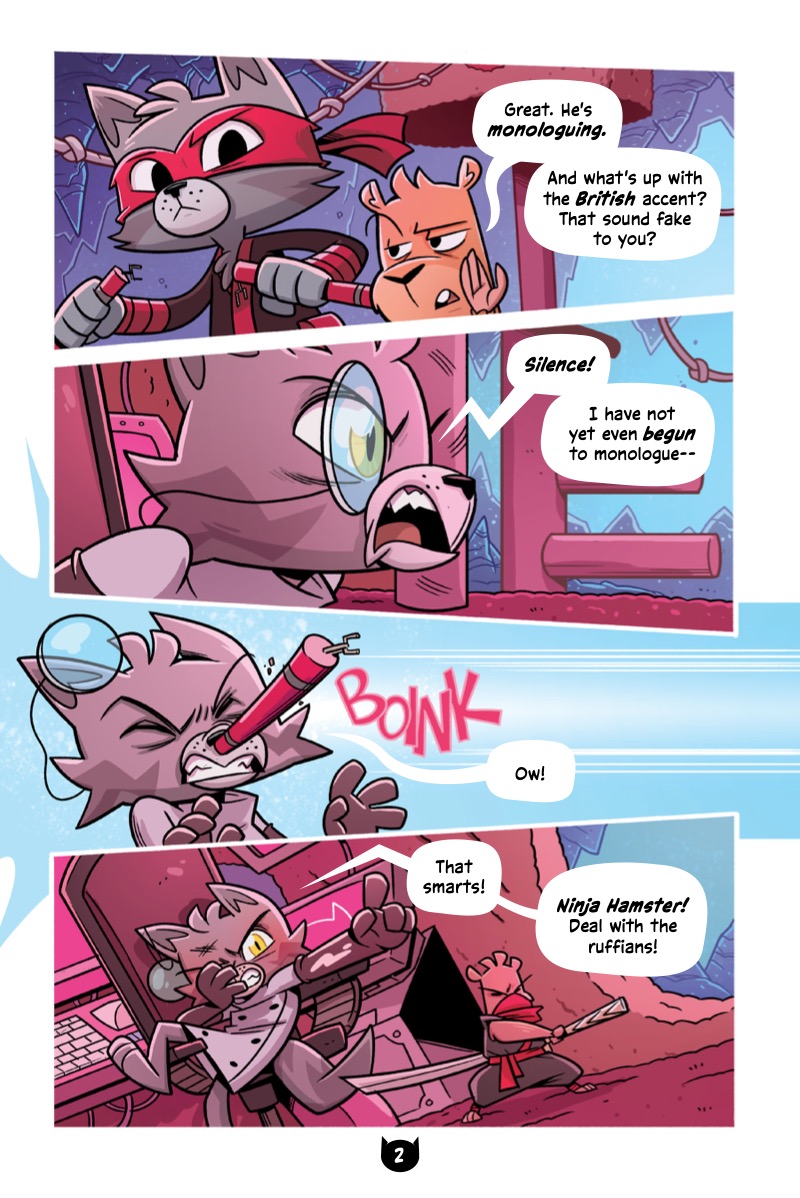 Great. He's
monologuing.
And what's up with
the British accent?
That sound fake
to you?
Silence!
I have not
yet even begun
to monologue--
BOINK
Ow!
That
smarts!
Ninja Hamster!
Deal with the
ruffians!
2